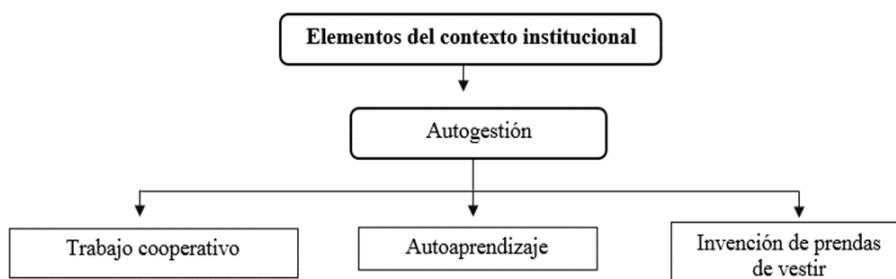 Elementos del contexto institucional
Autogestión
Trabajo cooperativo
Autoaprendizaje
Invención de prendas
de vestir